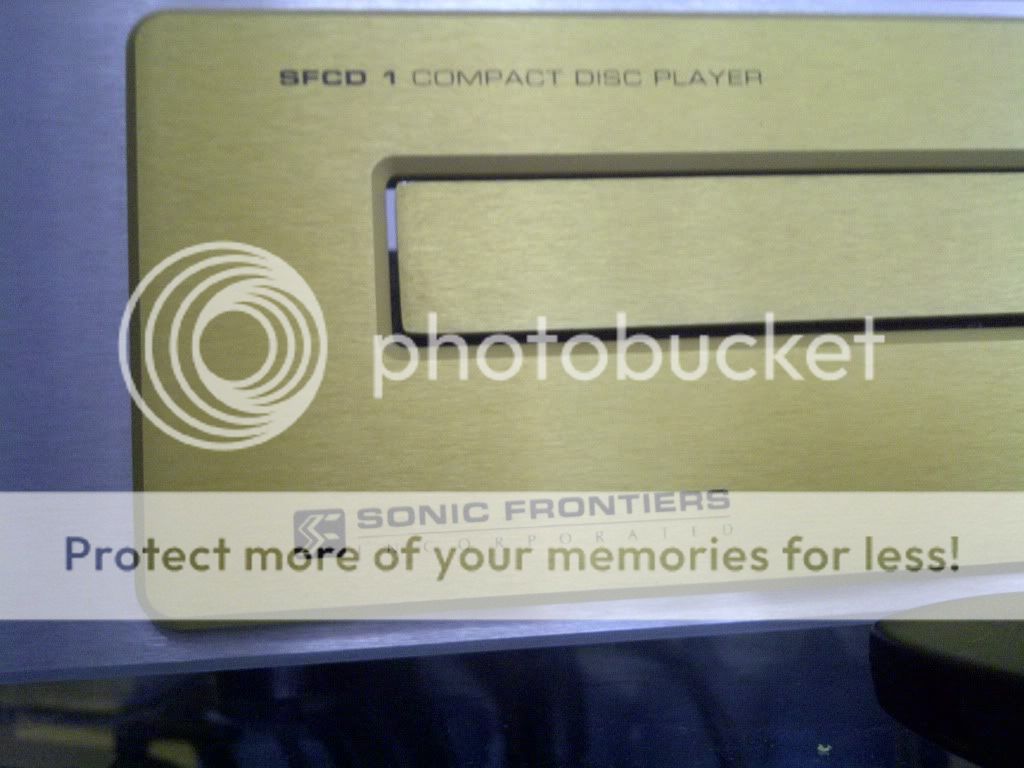 SFCD 1 COMPACT DISC PLAYER
photobucket
SONIC FRONTIERS
INCORPORATED
Protect more of your memories for less!